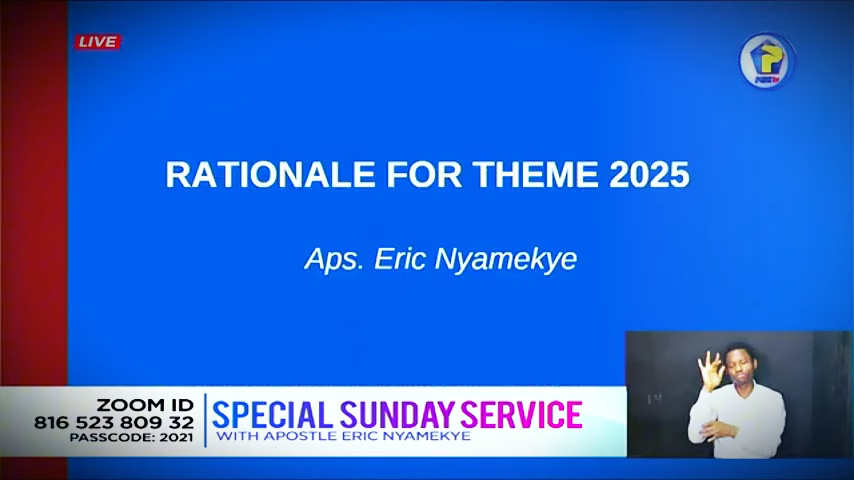 LIVE
RATIONALE FOR THEME 2025
Aps. Eric Nyamekye
ZOOM ID
816 523 809 32
PASSCODE: 2021
SPECIAL SUNDAY SERVICE
WITH APOSTLE ERIC NYAMEKYE